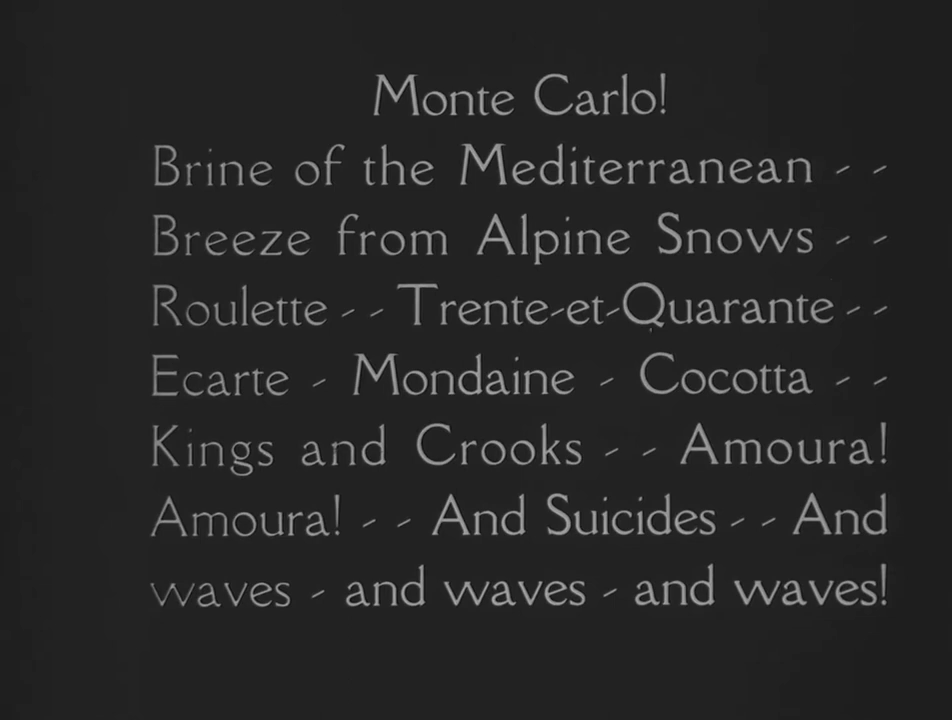 Monte Carlo!
Brine of the Mediterranean - -
Breeze from Alpine Snows - -
Roulette - - Trente-et-Quarante - -
Ecarte - Mondaine - Cocotta - -
Kings and Crooks - - Amoura!
Amoura! - - And Suicides - - And
waves - and waves - and waves!